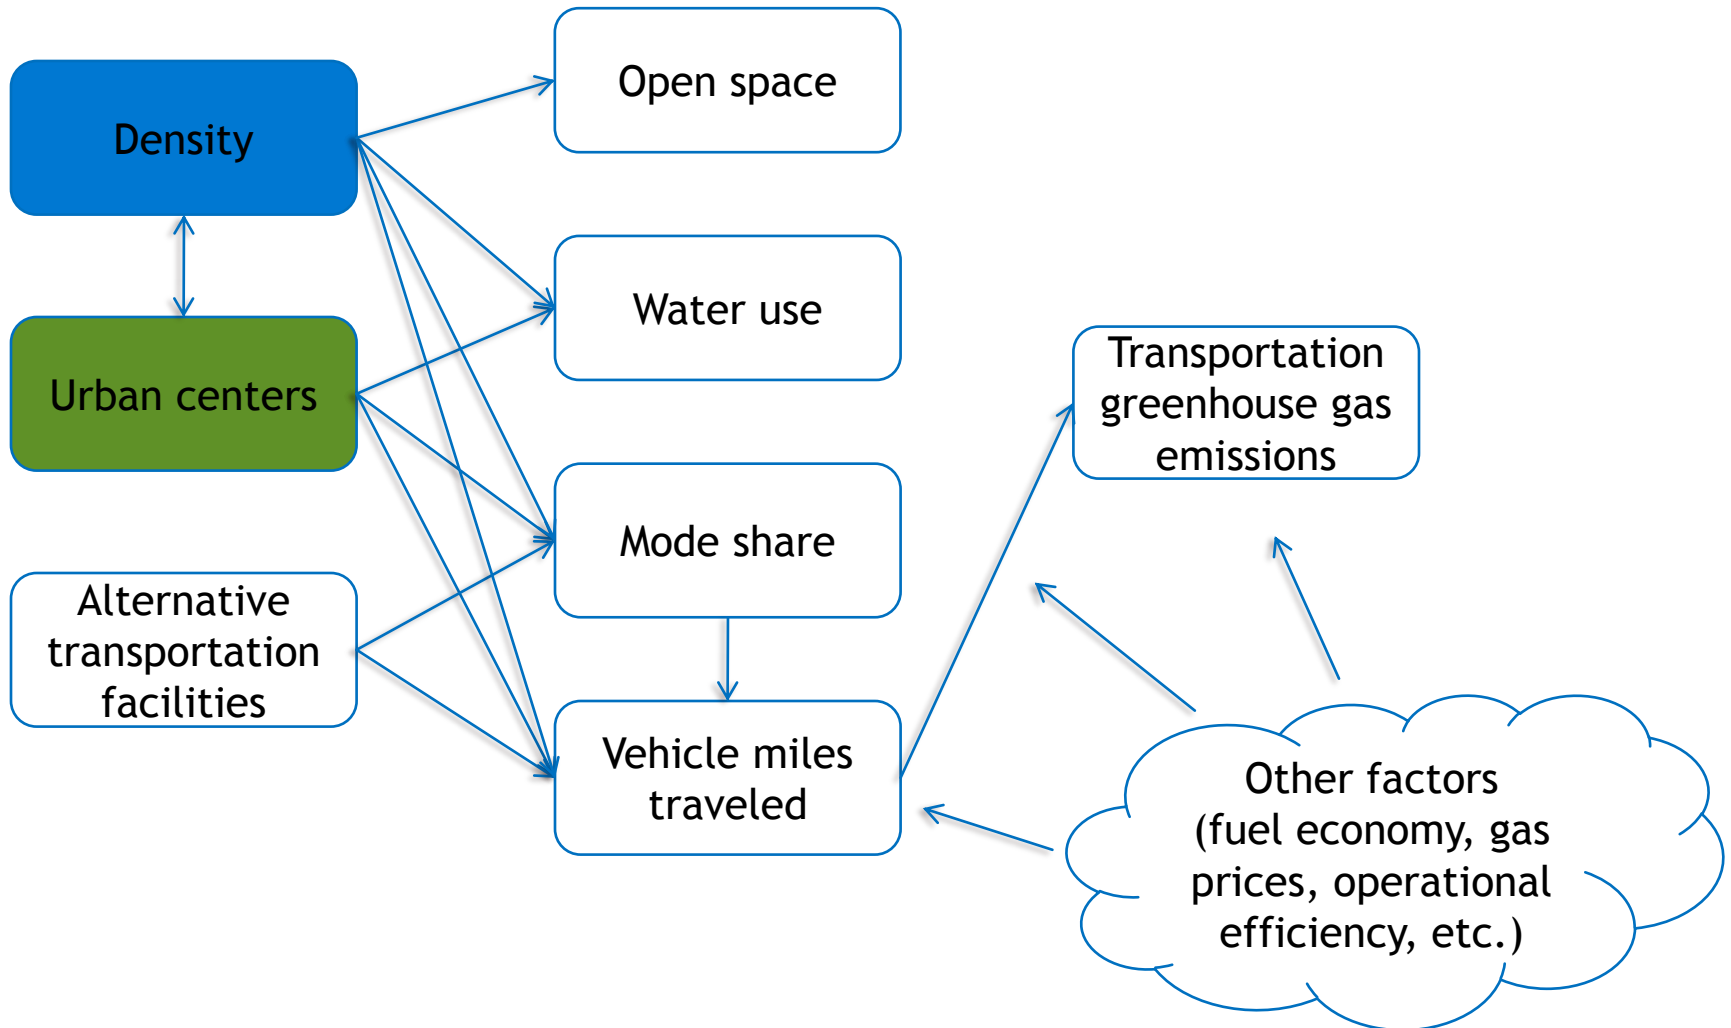 Density
Open space
Urban centers
Water use
Alternative
transportation
facilities
Mode share
Vehicle miles
traveled
Transportation
greenhouse gas
emissions
Other factors
(fuel economy, gas
prices, operational
efficiency, etc.)